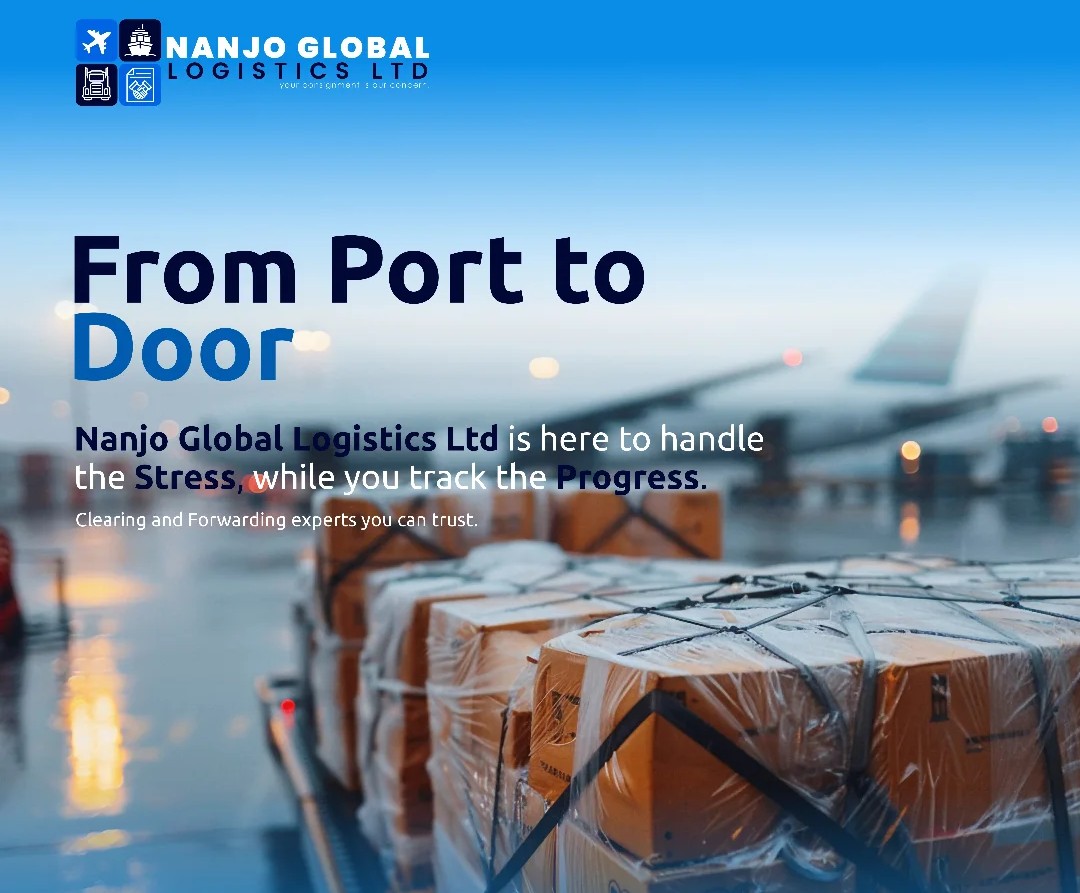 NANJO GLOBAL
LOGISTICS LTD
your consignment is our concern.
From Port to
Door
Nanjo Global Logistics Ltd is here to handle
the Stress, while you track the Progress.
Clearing and Forwarding experts you can trust.